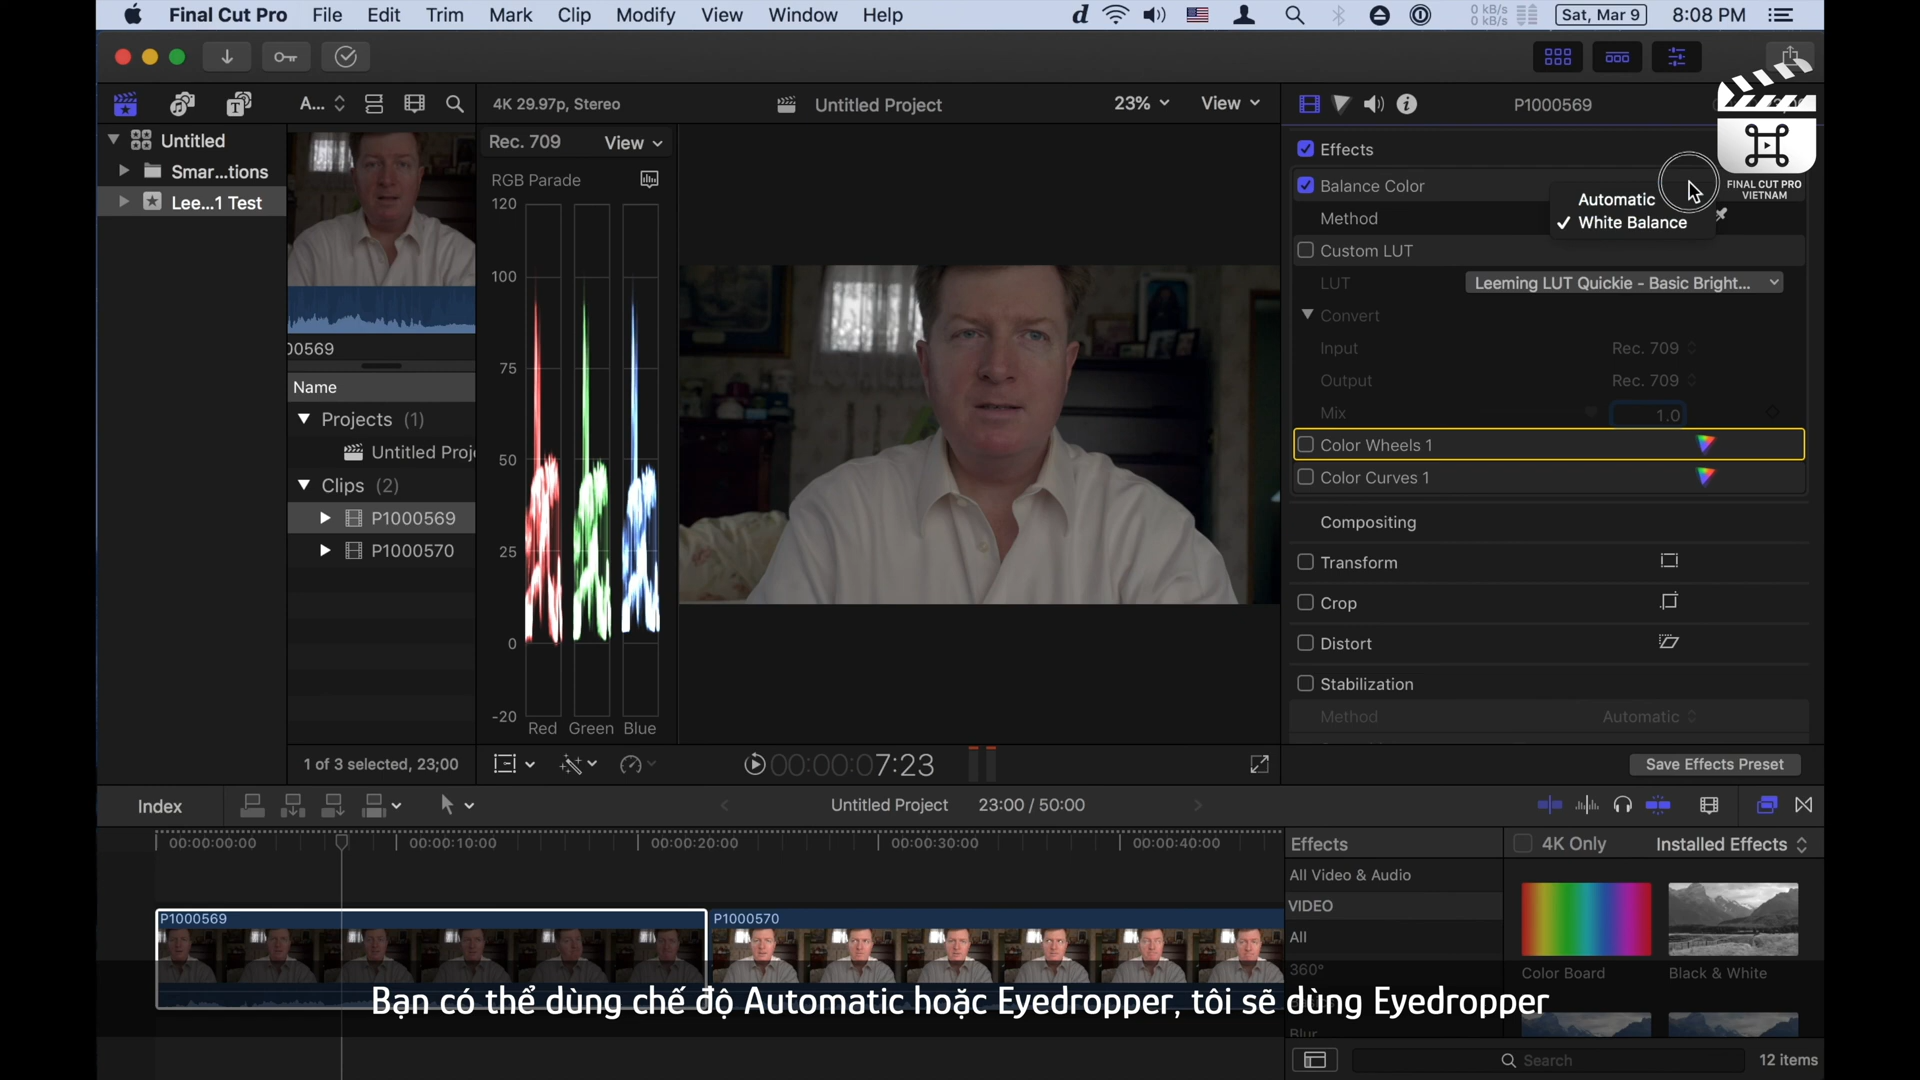 Final Cut Pro File Edit Trim Mark Clip Modify View Window Help
0 kB/s
0 kB/s
Sat, Mar 9 8:08 PM
A...
4K 29.97p, Stereo
Untitled Project
23% View
P1000569
Untitled
Smar...tions
Lee...1 Test
Rec. 709 View
RGB Parade
120
100
75
50
25
0
-20
Red Green Blue
00569
Name
Projects (1)
Untitled Proj
Clips (2)
P1000569
P1000570
1 of 3 selected, 23;00
00:00:00:07:23
Effects
Balance Color
Method
Automatic
✓ White Balance
FINAL CUT PRO
VIETNAM
Custom LUT
LUT Leeming LUT Quickie - Basic Bright...
Convert
Input Rec. 709
Output Rec. 709
Mix 1.0
Color Wheels 1
Color Curves 1
Compositing
Transform
Crop
Distort
Stabilization
Method Automatic
Save Effects Preset
Index
Untitled Project 23:00 / 50:00
00:00:00:00 00:00:10:00 00:00:20:00 00:00:30:00 00:00:40:00
P1000569
P1000570
Effects
4K Only Installed Effects
All Video & Audio
VIDEO
All
360°
Blur
Color Board
Black & White
Search
12 items
Bạn có thể dùng chế độ Automatic hoặc Eyedropper, tôi sẽ dùng Eyedropper